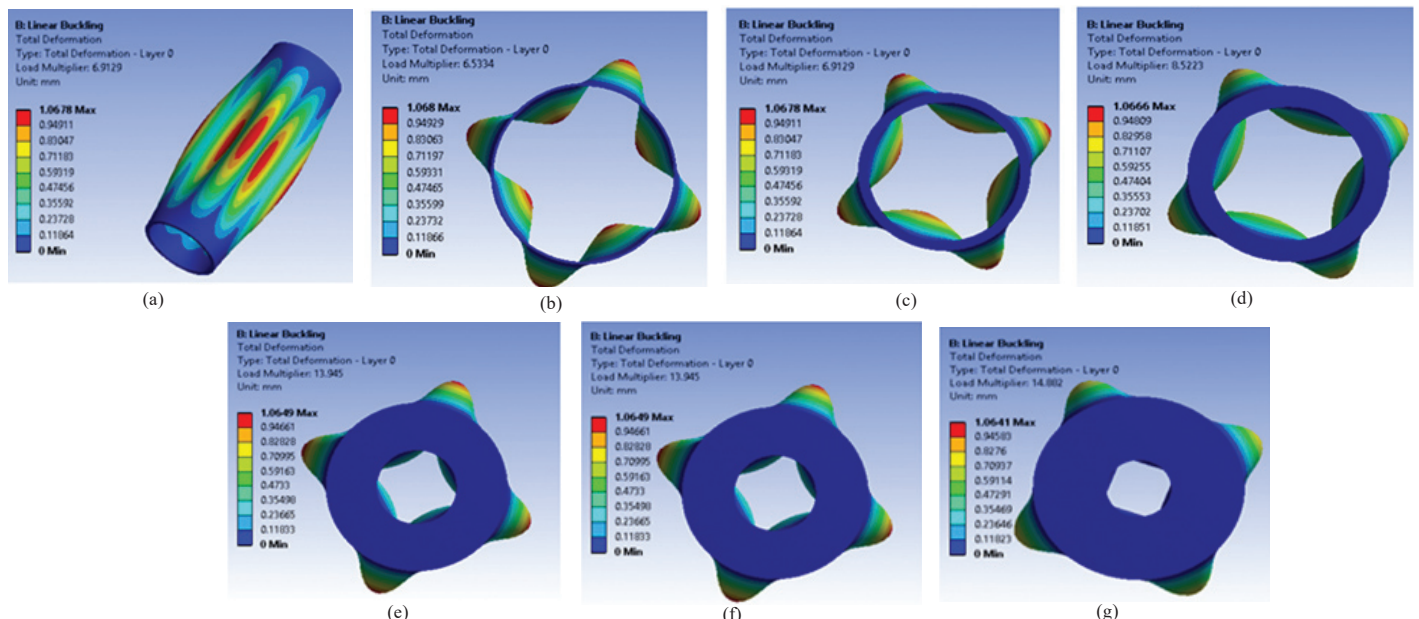 B: Linear Buckling
Total Deformation
Type: Total Deformation - Layer 0
Load Multiplier: 6.9129
Unit: mm
1.0678 Max
0.94911
0.83047
0.71183
0.59319
0.47456
0.35592
0.23728
0.11864
0 Min
(a)
B: Linear Buckling
Total Deformation
Type: Total Deformation - Layer 0
Load Multiplier: 6.5334
Unit: mm
1.068 Max
0.94929
0.83063
0.71197
0.59331
0.47465
0.35599
0.23732
0.11866
0 Min
(b)
B: Linear Buckling
Total Deformation
Type: Total Deformation - Layer 0
Load Multiplier: 6.9129
Unit: mm
1.0678 Max
0.94911
0.83047
0.71183
0.59319
0.47456
0.35592
0.23728
0.11864
0 Min
(c)
B: Linear Buckling
Total Deformation
Type: Total Deformation - Layer 0
Load Multiplier: 8.5223
Unit: mm
1.0666 Max
0.94809
0.82958
0.71107
0.59255
0.47404
0.35553
0.23702
0.11851
0 Min
(d)
B: Linear Buckling
Total Deformation
Type: Total Deformation - Layer 0
Load Multiplier: 13.945
Unit: mm
1.0649 Max
0.94661
0.82828
0.70995
0.59163
0.4733
0.35498
0.23665
0.11833
0 Min
(e)
B: Linear Buckling
Total Deformation
Type: Total Deformation - Layer 0
Load Multiplier: 13.945
Unit: mm
1.0649 Max
0.94661
0.82828
0.70995
0.59163
0.4733
0.35498
0.23665
0.11833
0 Min
(f)
B: Linear Buckling
Total Deformation
Type: Total Deformation - Layer 0
Load Multiplier: 14.882
Unit: mm
1.0641 Max
0.94583
0.8276
0.70937
0.59114
0.47291
0.35469
0.23646
0.11823
0 Min
(g)